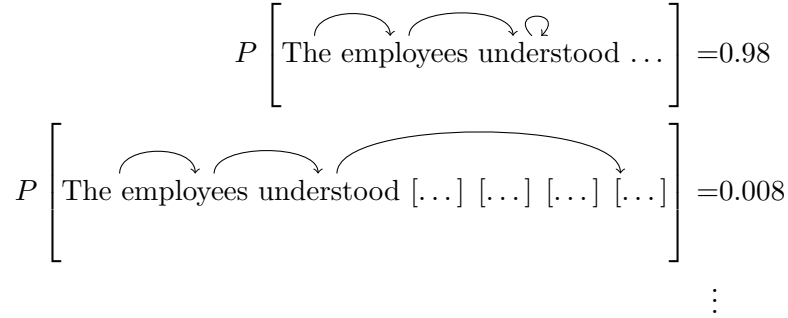 P [The employees understood ...] =0.98
P [The employees understood [...] [...] [...] [...]] =0.008
⋮